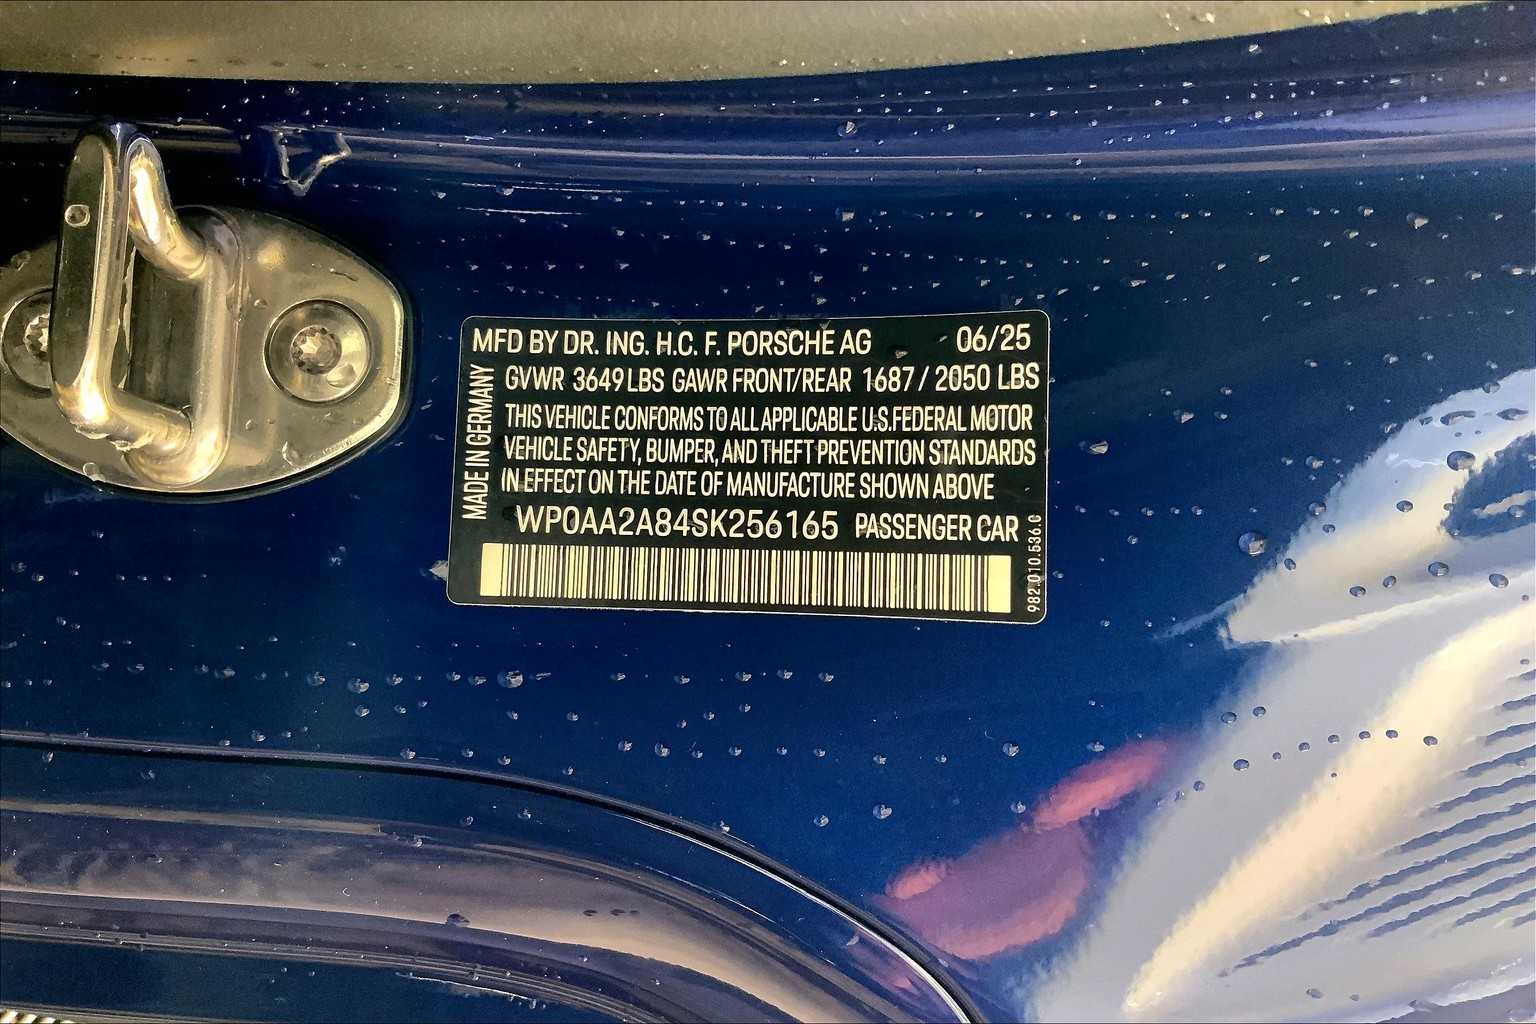 MFD BY DR. ING. H.C. F. PORSCHE AG 06/25
GVWR 3649 LBS GAWR FRONT/REAR 1687 / 2050 LBS
THIS VEHICLE CONFORMS TO ALL APPLICABLE U.S.FEDERAL MOTOR
VEHICLE SAFETY, BUMPER, AND THEFT PREVENTION STANDARDS
IN EFFECT ON THE DATE OF MANUFACTURE SHOWN ABOVE
WP0AA2A84SK256165 PASSENGER CAR
MADE IN GERMANY
982.010.536.G